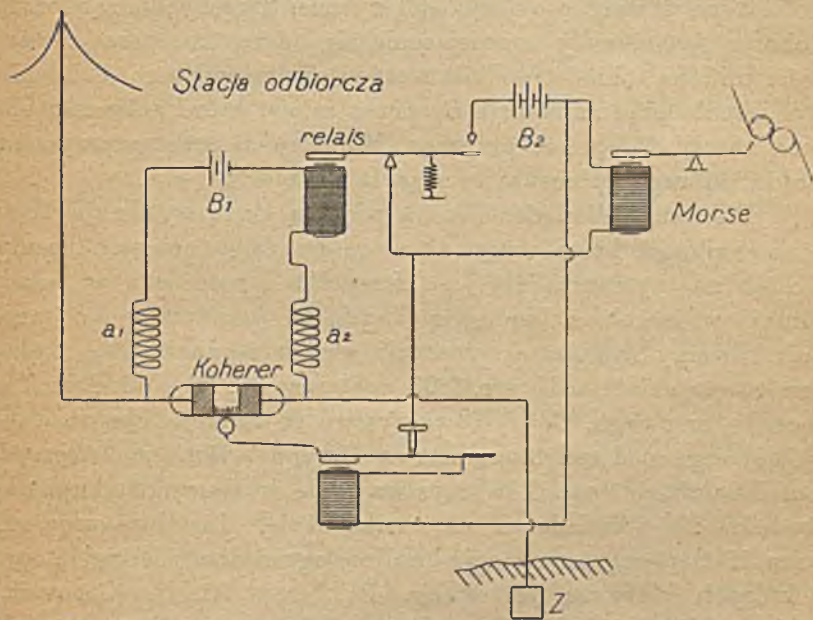 Stacja odbiorcza
B2
relais
B1
Morse
a1
a2
Koherer
Z